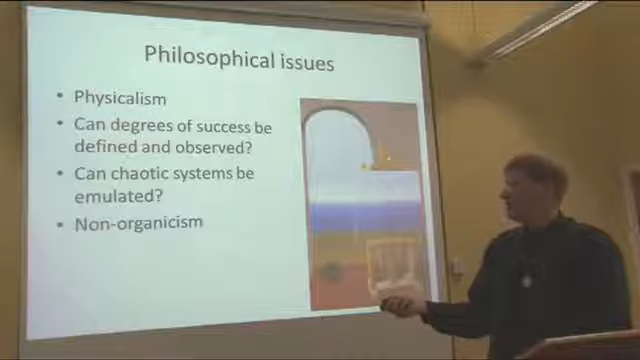 Philosophical issues
• Physicalism
• Can degrees of success be
defined and observed?
• Can chaotic systems be
emulated?
• Non-organicism